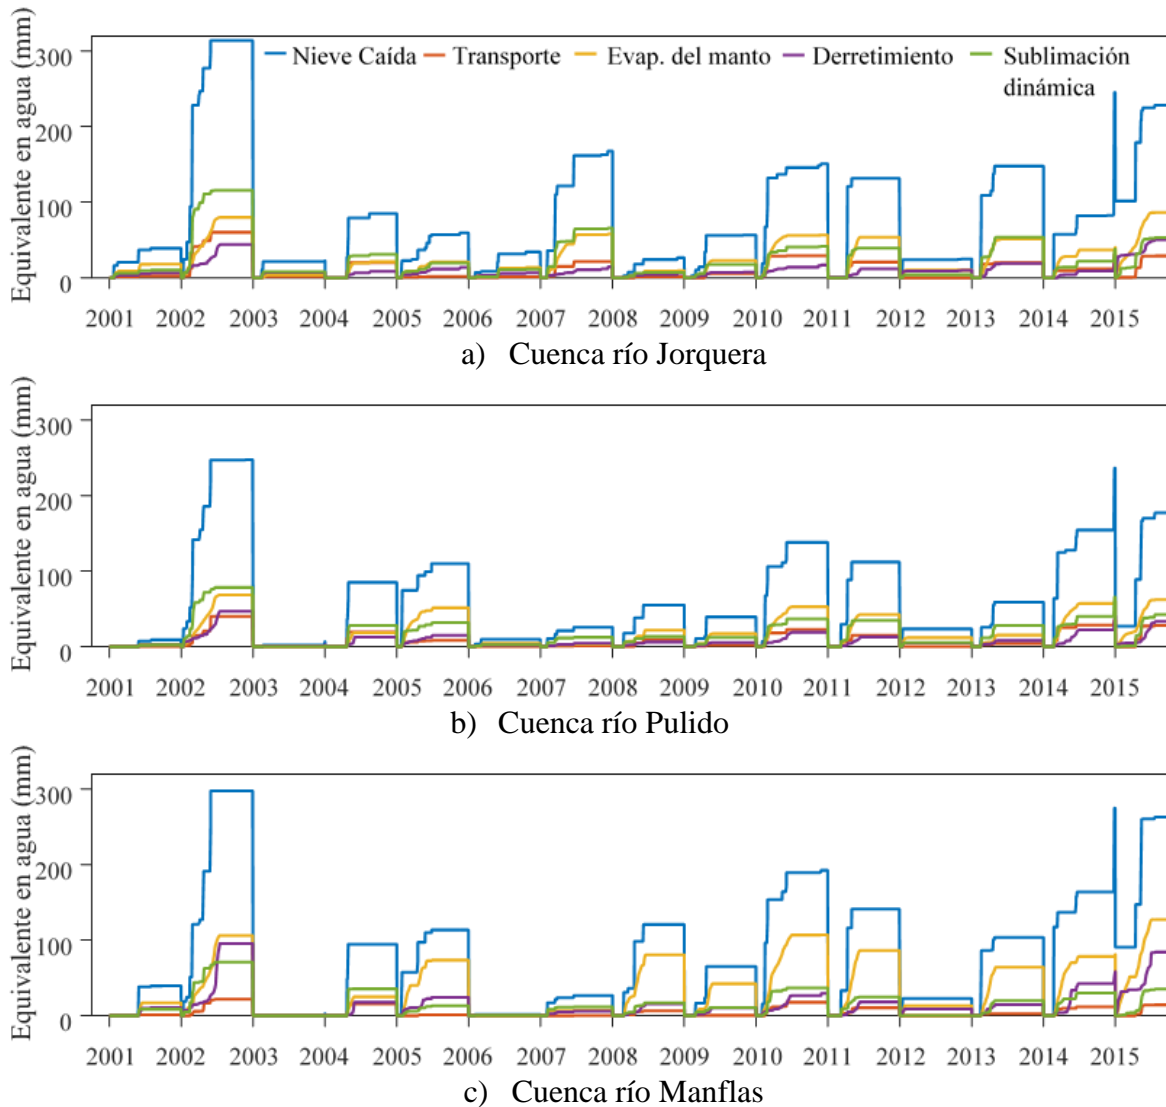 Equivalente en agua (mm)
300
200
100
0
Nieve Caída
Transporte
Evap. del manto
Derretimiento
Sublimación
dinámica
2001 2002 2003 2004 2005 2006 2007 2008 2009 2010 2011 2012 2013 2014 2015
a) Cuenca río Jorquera
Equivalente en agua (mm)
300
200
100
0
2001 2002 2003 2004 2005 2006 2007 2008 2009 2010 2011 2012 2013 2014 2015
b) Cuenca río Pulido
Equivalente en agua (mm)
300
200
100
0
2001 2002 2003 2004 2005 2006 2007 2008 2009 2010 2011 2012 2013 2014 2015
c) Cuenca río Manflas